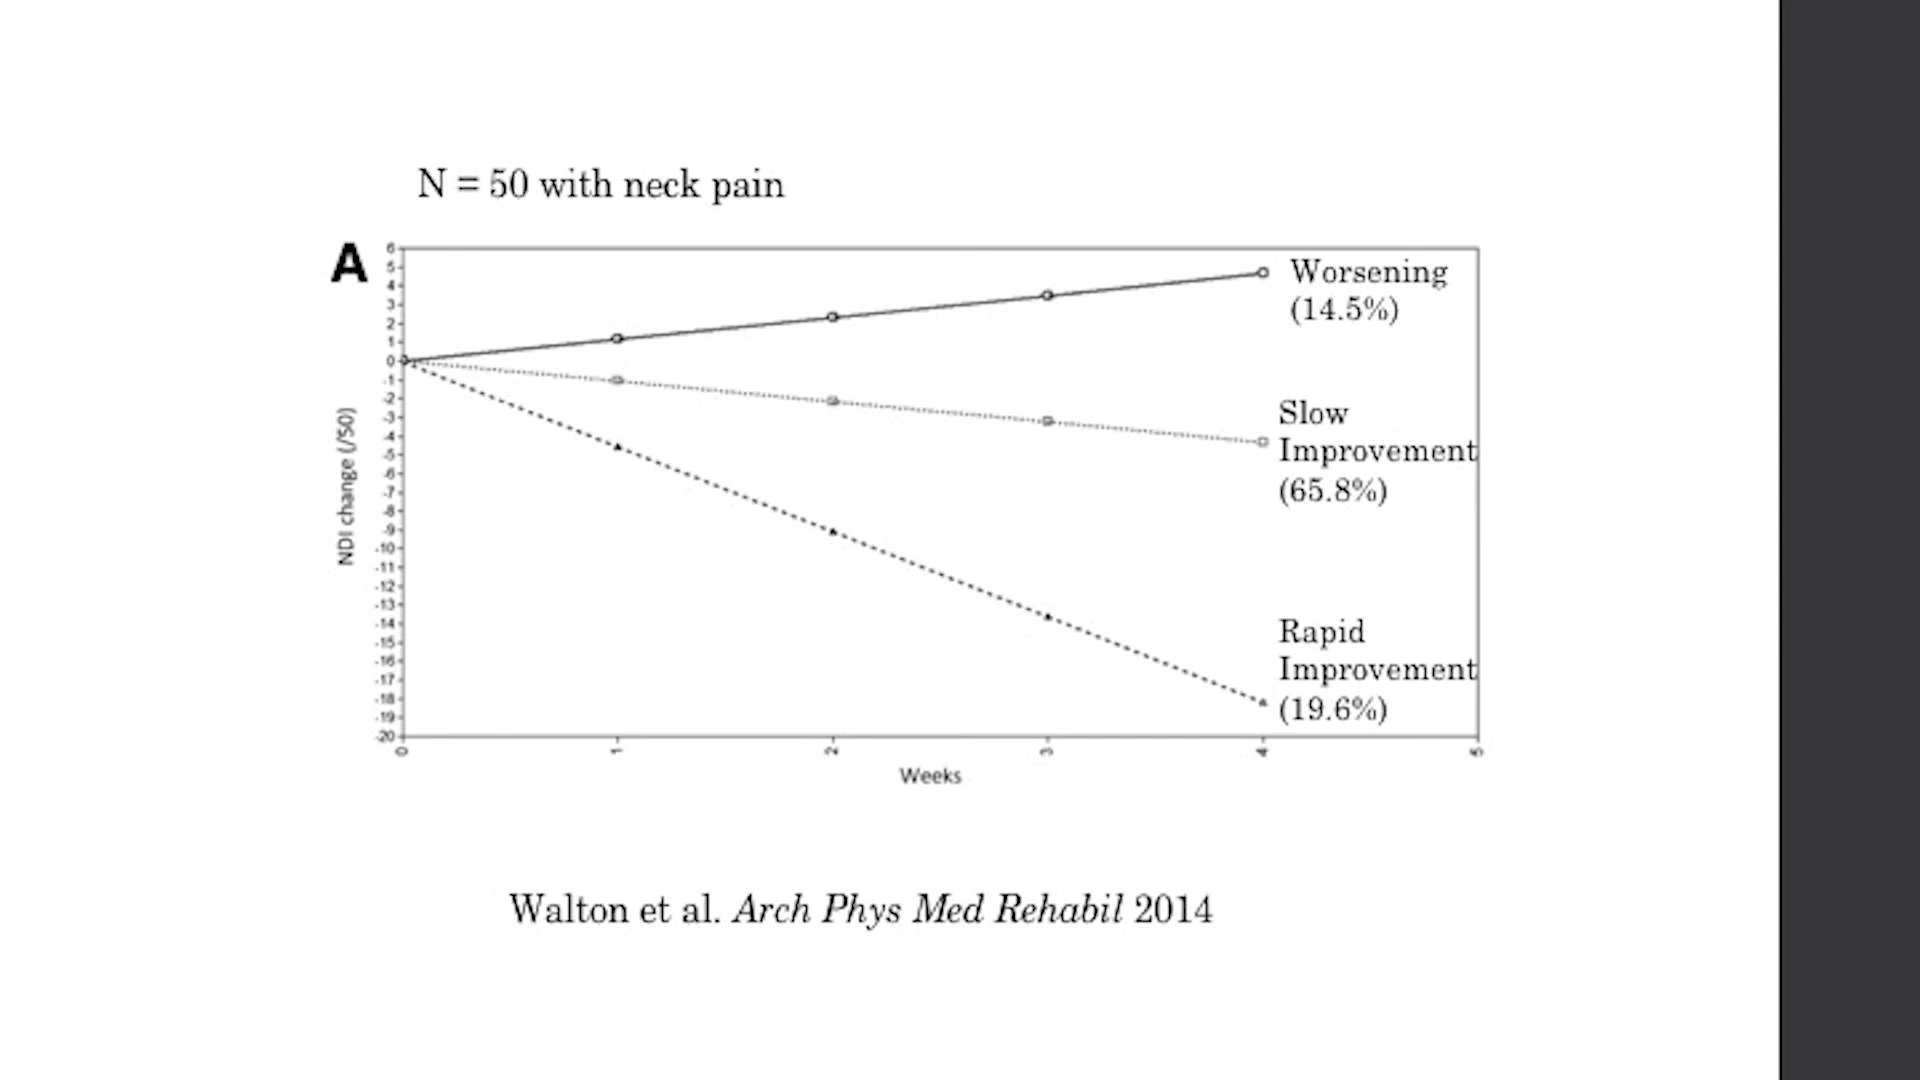 N = 50 with neck pain
A
6
5
4
3
2
1
0
-1
-2
-3
-4
-5
-6
-7
-8
-9
-10
-11
-12
-13
-14
-15
-16
-17
-18
-19
-20
NDI change (/50)
Worsening
(14.5%)
Slow
Improvement
(65.8%)
Rapid
Improvement
(19.6%)
0 1 2 3 4 5
Weeks
Walton et al. Arch Phys Med Rehabil 2014